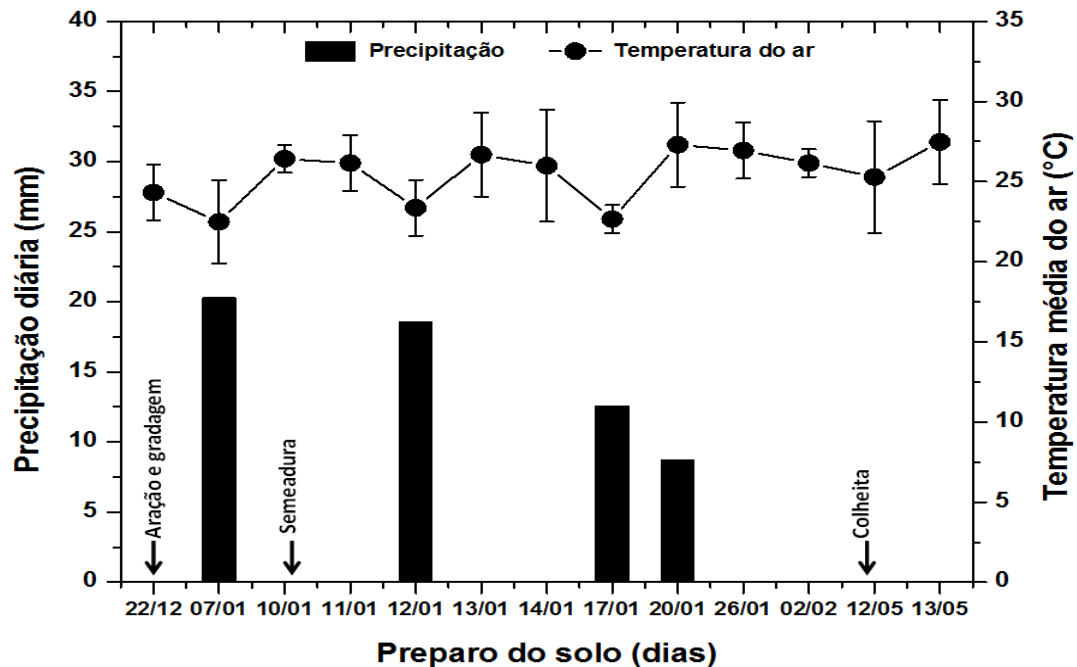 Precipitação
Temperatura do ar
Precipitação diária (mm)
40
35
30
25
20
15
10
5
0
Aração e gradagem
Semeadura
Colheita
35
30
25
20
15
10
5
0
Temperatura média do ar (°C)
22/12 07/01 10/01 11/01 12/01 13/01 14/01 17/01 20/01 26/01 02/02 12/05 13/05
Preparo do solo (dias)